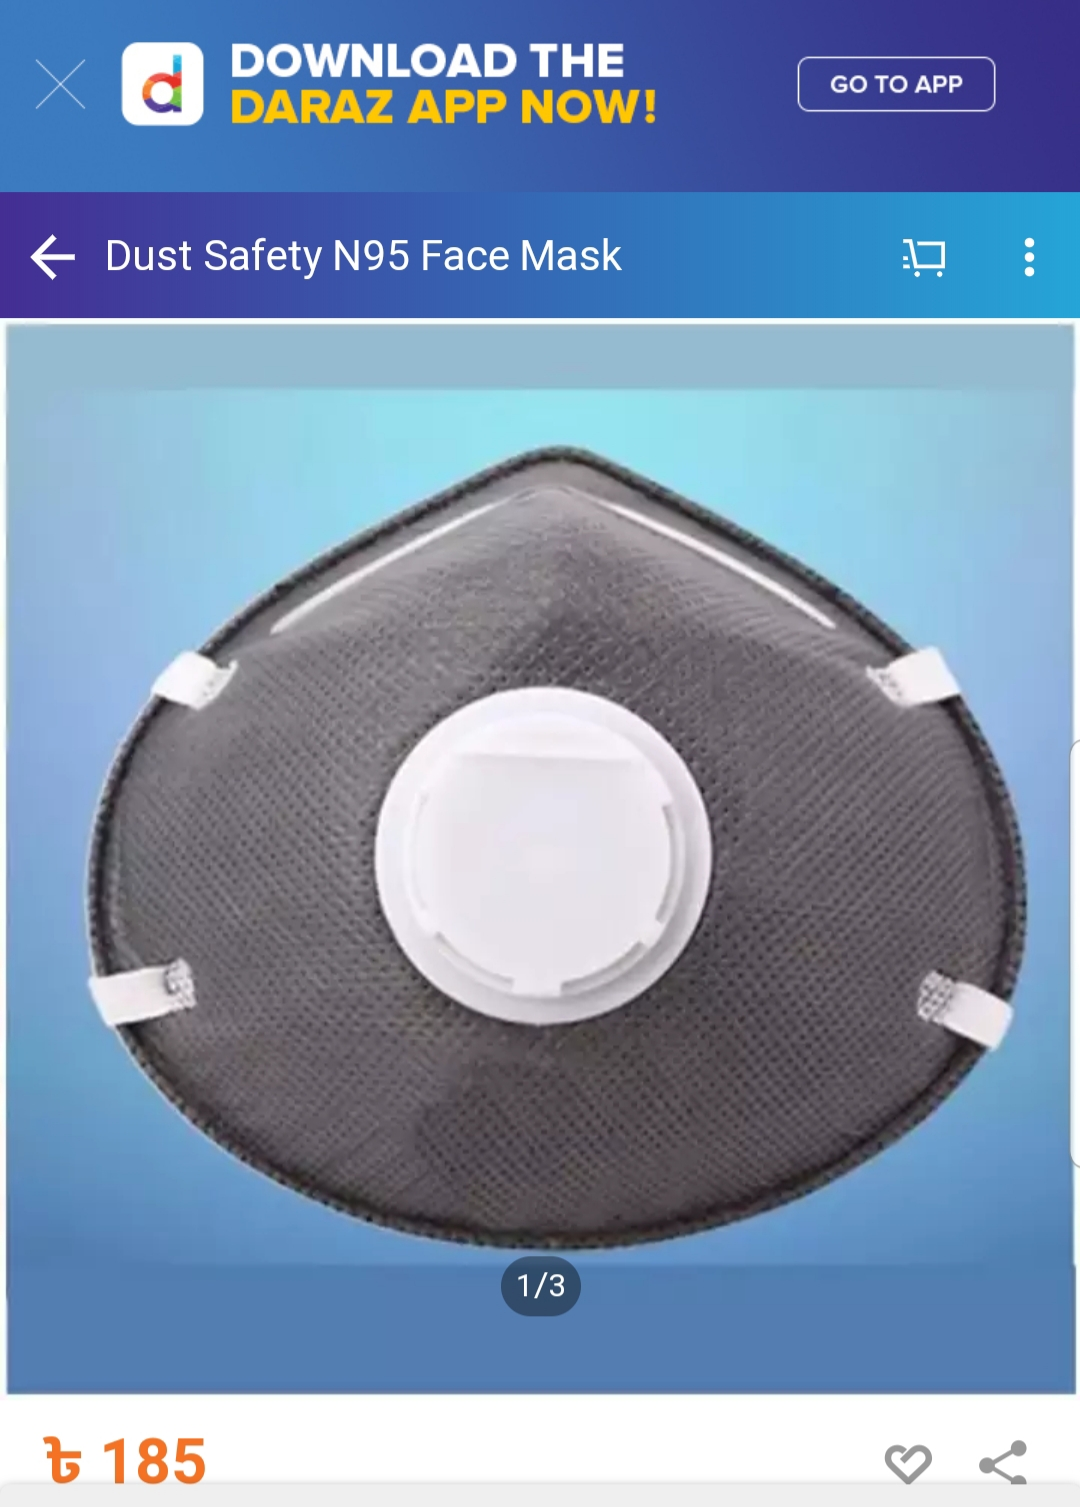 DOWNLOAD THE
DARAZ APP NOW!
GO TO APP
Dust Safety N95 Face Mask
1/3
৳ 185